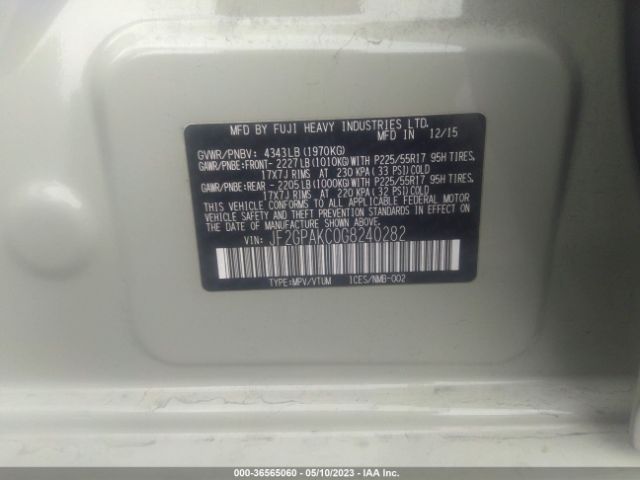 MFD BY FUJI HEAVY INDUSTRIES LTD.
MFD IN 12/15
GVWR/PNBV: 4343LB (1970KG)
GAWR/PNBE:FRONT- 2227LB (1010KG) WITH P225/55R17 95H TIRES,
17X7J RIMS AT 230 KPA (33 PSI) COLD
GAWR/PNBE:REAR - 2205LB (1000KG) WITH P225/55R17 95H TIRES,
17X7J RIMS AT 220 KPA (32 PSI) COLD
THIS VEHICLE CONFORMS TO ALL APPLICABLE FEDERAL MOTOR
VEHICLE SAFETY AND THEFT PREVENTION STANDARDS IN EFFECT ON
THE DATE OF MANUFACTURE SHOWN ABOVE.
VIN: JF2GPAKC0G8240282
TYPE:MPV/VTUM ICES/NMB-002
000-36565060 - 05/10/2023 - IAA Inc.